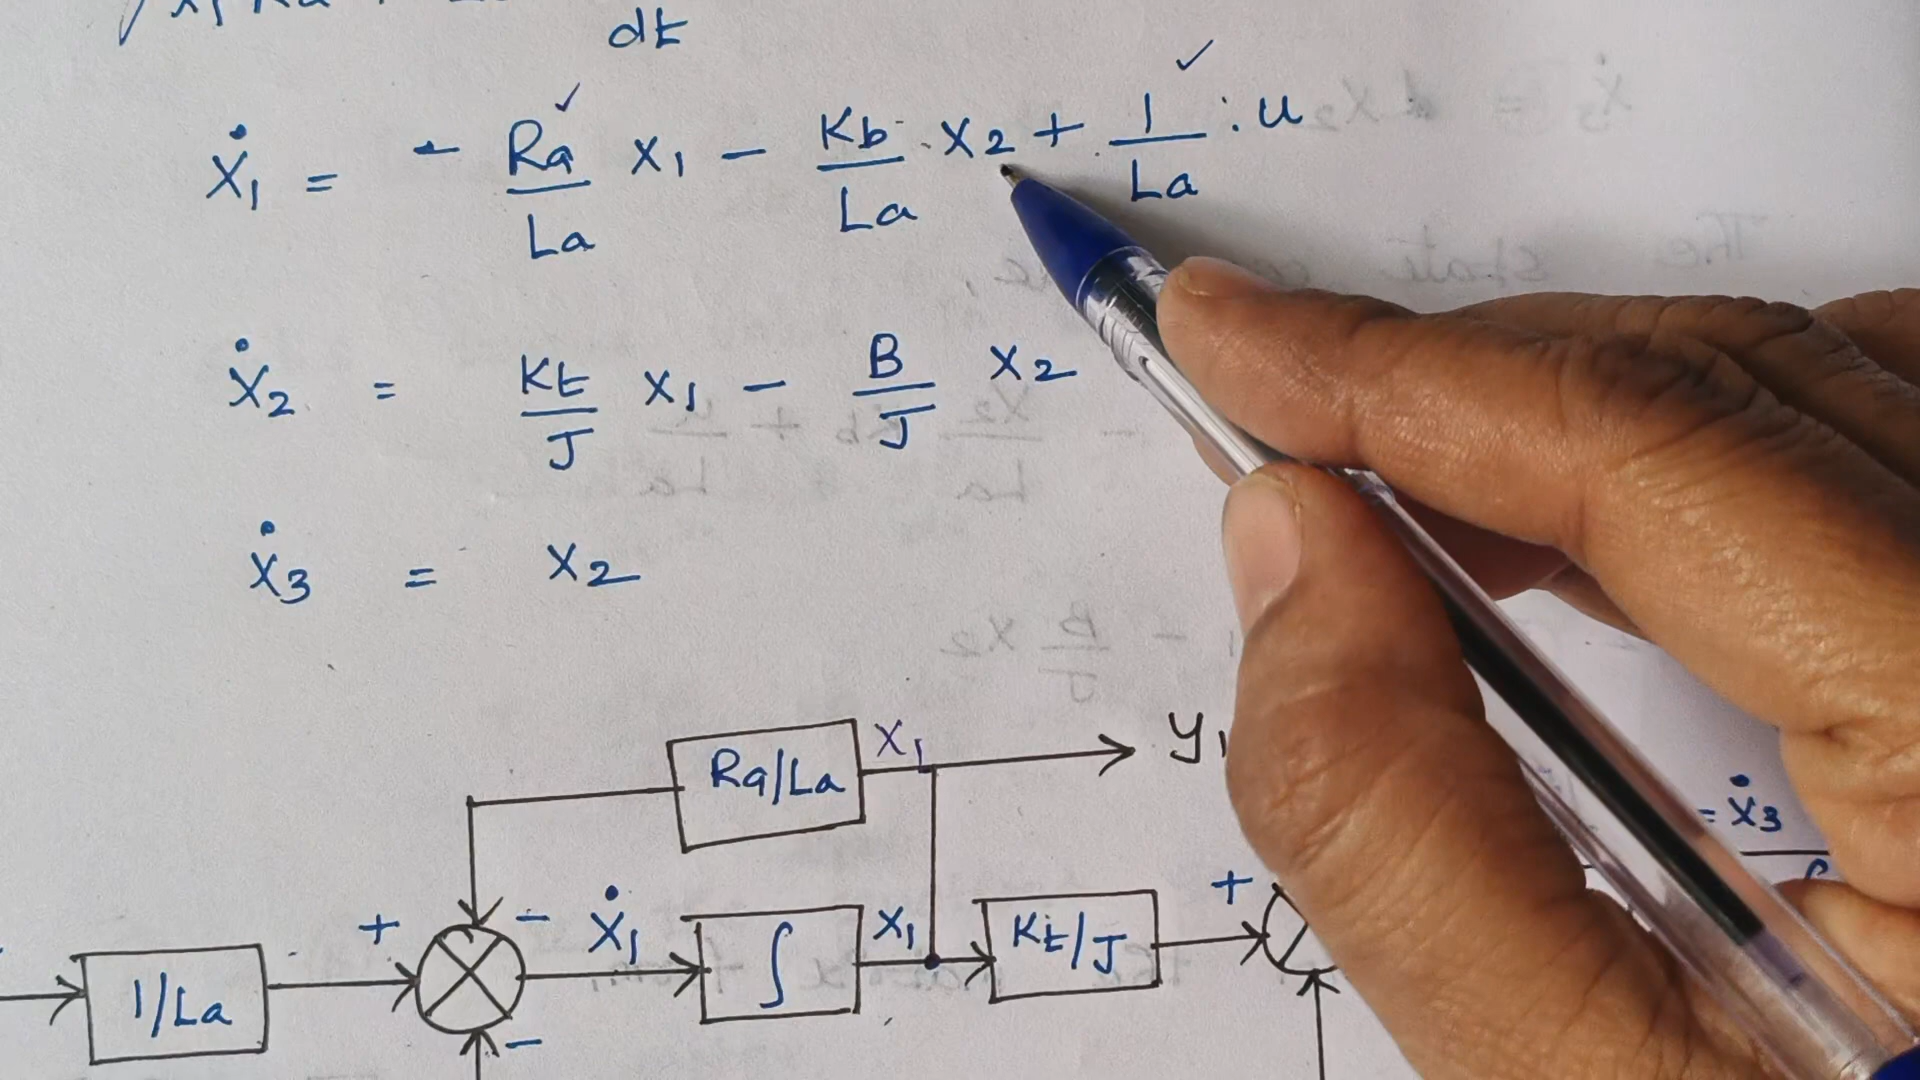 dt
Ẋ1 = - Ra/La X1 - Kb/La · X2 + 1/La · u
Ẋ2 = Kt/J X1 - B/J X2
Ẋ3 = X2
Ra/La X1 y1
= Ẋ3
1/La + - Ẋ1 ∫ X1 Kt/J +
-